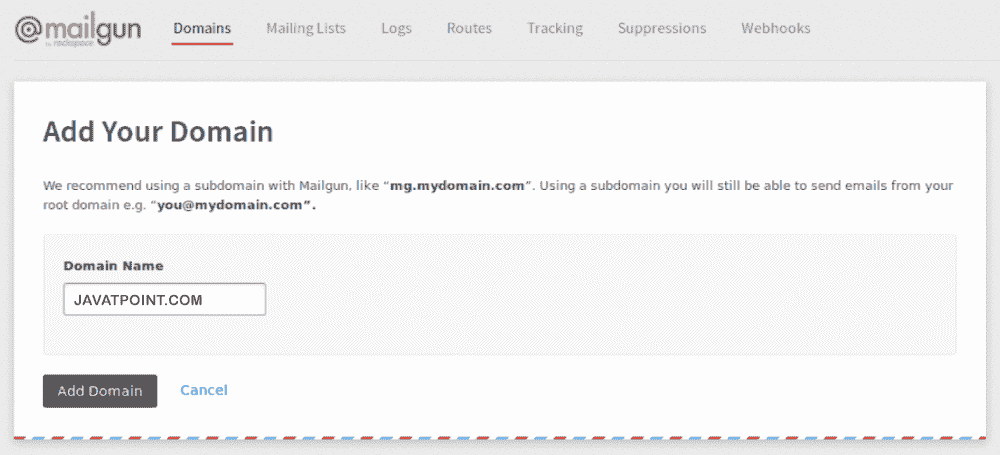 @mailgun
by rackspace
Domains Mailing Lists Logs Routes Tracking Suppressions Webhooks
Add Your Domain
We recommend using a subdomain with Mailgun, like “mg.mydomain.com”. Using a subdomain you will still be able to send emails from your
root domain e.g. “you@mydomain.com”.
Domain Name
JAVATPOINT.COM
Add Domain Cancel